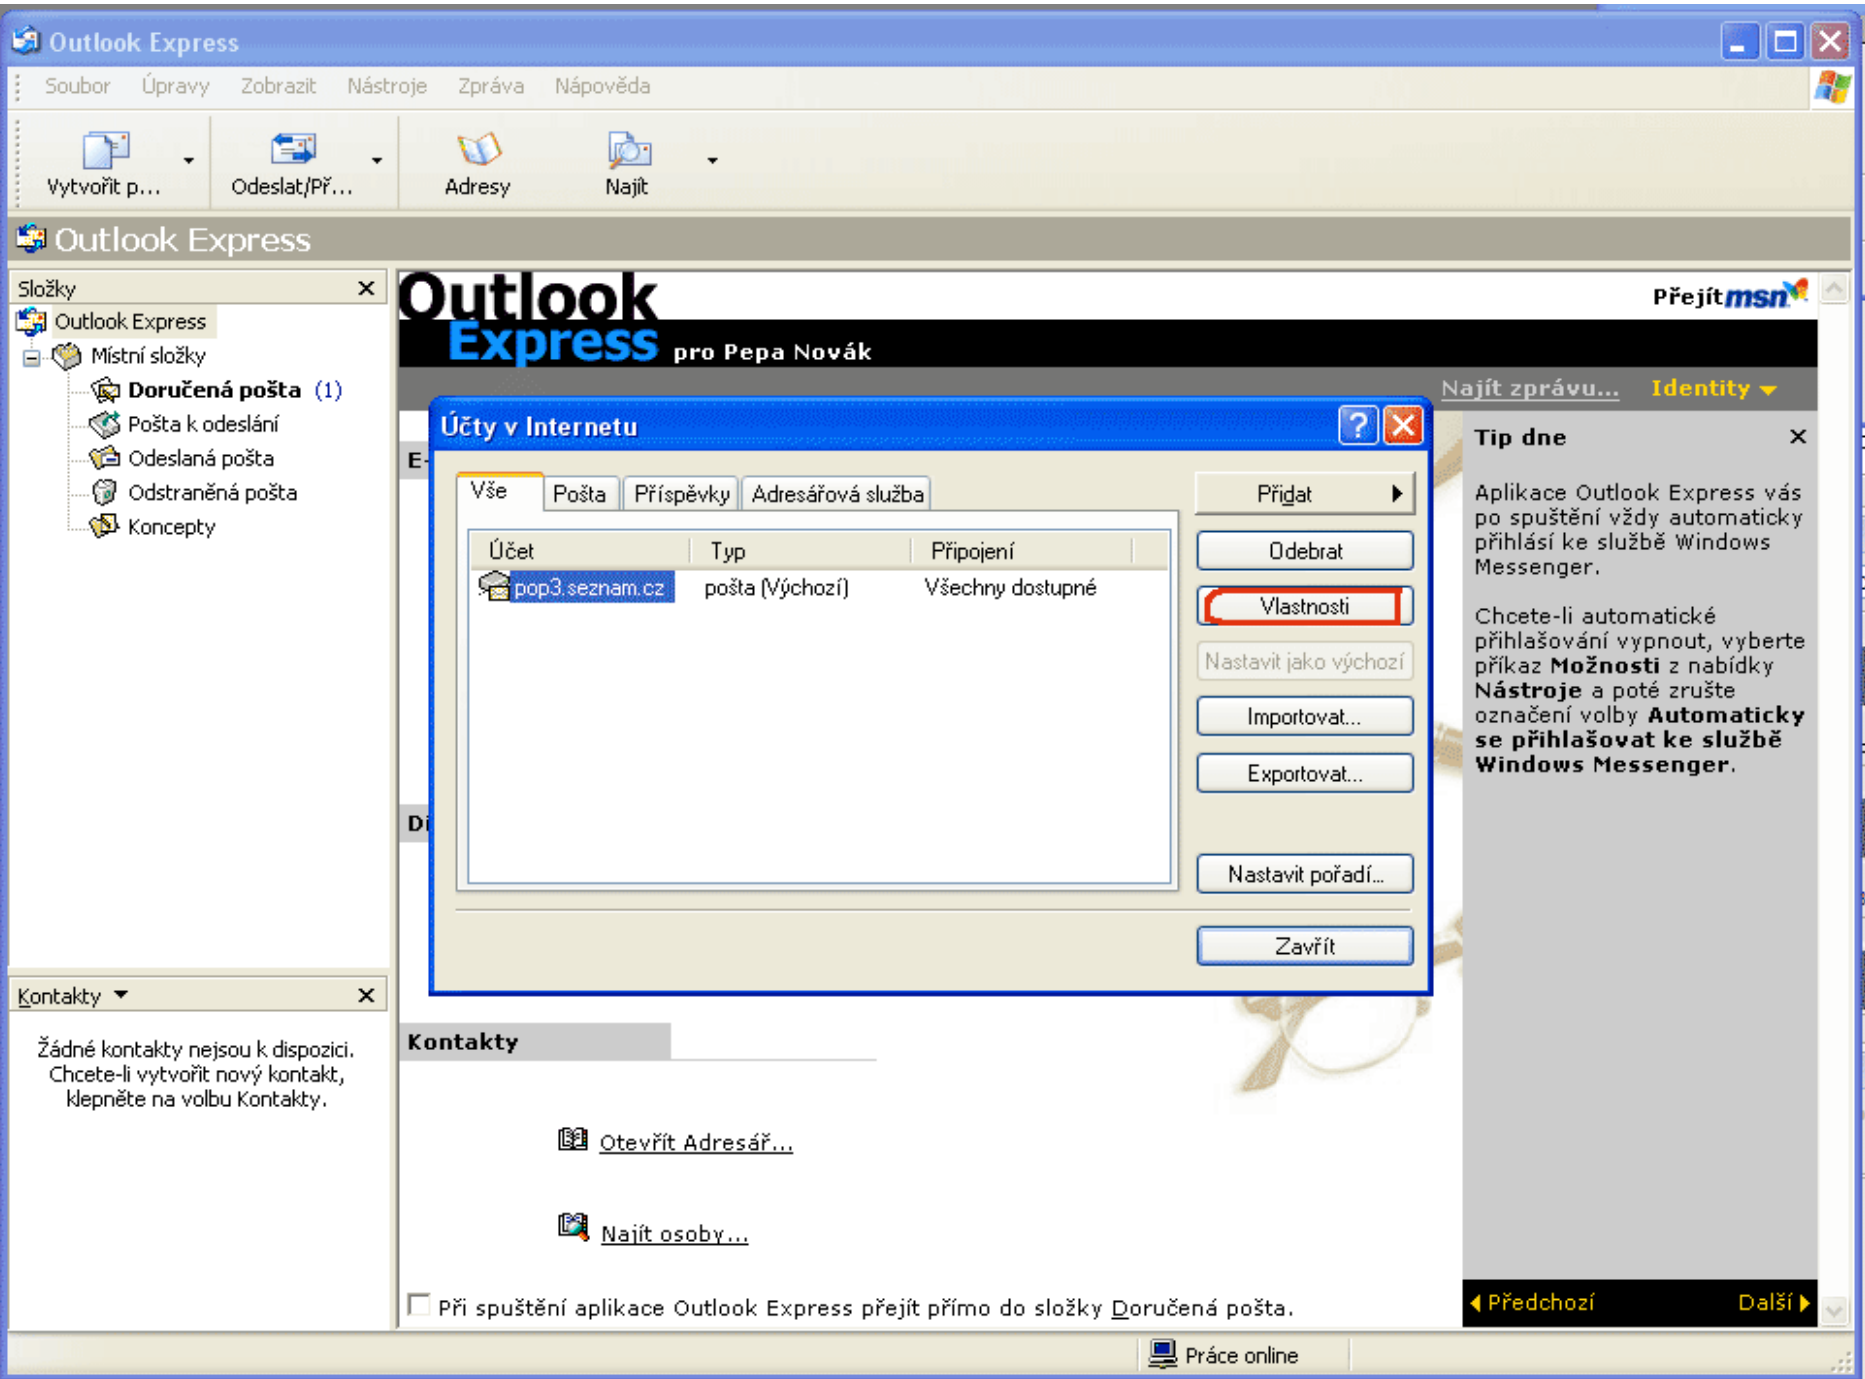 Outlook Express
Soubor Úpravy Zobrazit Nástroje Zpráva Nápověda
Vytvořit p... Odeslat/Př... Adresy Najít
Outlook Express
Složky
Outlook Express
Místní složky
Doručená pošta (1)
Pošta k odeslání
Odeslaná pošta
Odstraněná pošta
Koncepty
Kontakty
Žádné kontakty nejsou k dispozici.
Chcete-li vytvořit nový kontakt,
klepněte na volbu Kontakty.
Outlook
Express pro Pepa Novák
Přejít msn
Najít zprávu... Identity
E-
Účty v Internetu
Vše Pošta Příspěvky Adresářová služba
Účet Typ Připojení
pop3.seznam.cz pošta (Výchozí) Všechny dostupné
Přidat
Odebrat
Vlastnosti
Nastavit jako výchozí
Importovat...
Exportovat...
Nastavit pořadí...
Zavřít
Di
Kontakty
Otevřít Adresář...
Najít osoby...
Při spuštění aplikace Outlook Express přejít přímo do složky Doručená pošta.
Tip dne
Aplikace Outlook Express vás
po spuštění vždy automaticky
přihlásí ke službě Windows
Messenger.
Chcete-li automatické
přihlašování vypnout, vyberte
příkaz Možnosti z nabídky
Nástroje a poté zrušte
označení volby Automaticky
se přihlašovat ke službě
Windows Messenger.
Předchozí Další
Práce online